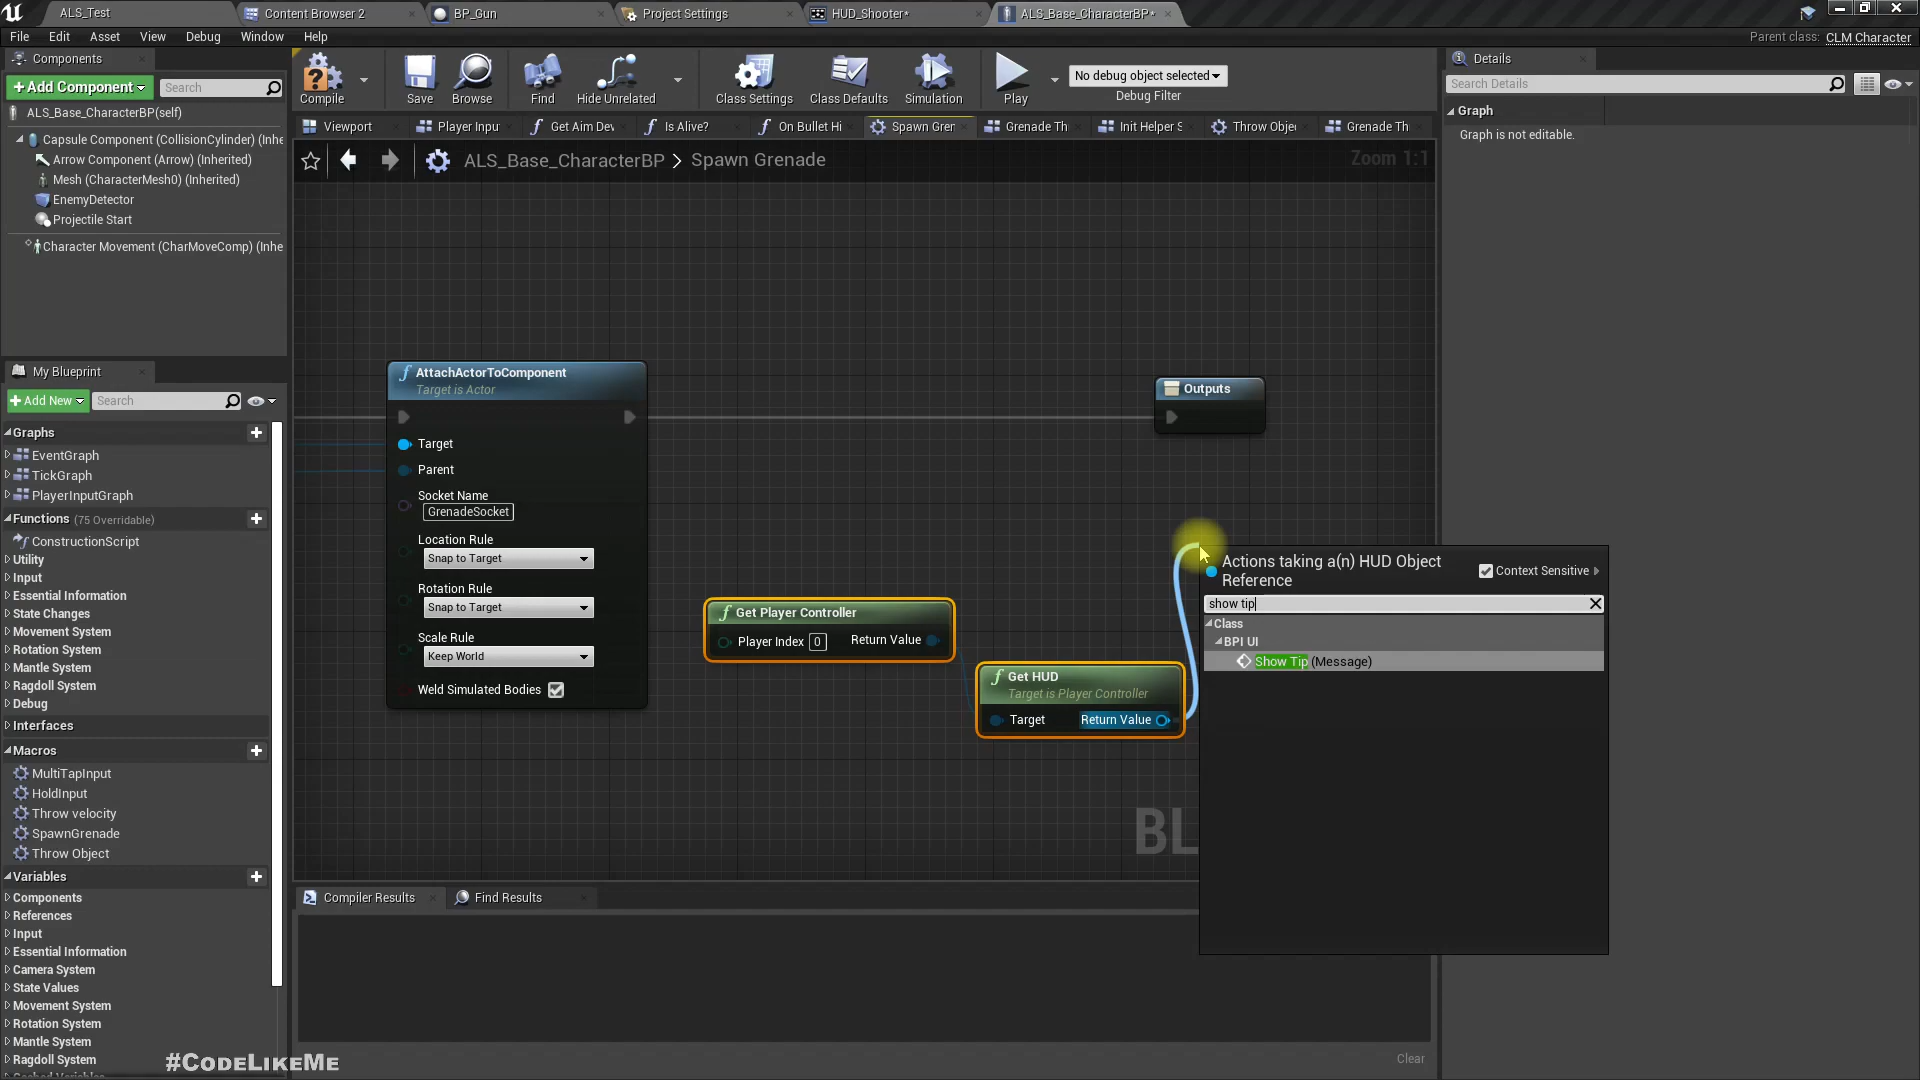 ALS_Test
Content Browser 2
BP_Gun
Project Settings
HUD_Shooter*
ALS_Base_CharacterBP*
File Edit Asset View Debug Window Help
Parent class: CLM Character
Components
+Add Component
Search
ALS_Base_CharacterBP(self)
Capsule Component (CollisionCylinder) (Inhe
Arrow Component (Arrow) (Inherited)
Mesh (CharacterMesh0) (Inherited)
EnemyDetector
Projectile Start
Character Movement (CharMoveComp) (Inhe
My Blueprint
+Add New
Search
Graphs
EventGraph
TickGraph
PlayerInputGraph
Functions (75 Overridable)
ConstructionScript
Utility
Input
Essential Information
State Changes
Movement System
Rotation System
Mantle System
Ragdoll System
Debug
Interfaces
Macros
MultiTapInput
HoldInput
Throw velocity
SpawnGrenade
Throw Object
Variables
Components
References
Input
Essential Information
Camera System
State Values
Movement System
Rotation System
Mantle System
Ragdoll System
Cached Variables
Compile
Save
Browse
Find
Hide Unrelated
Class Settings
Class Defaults
Simulation
Play
No debug object selected
Debug Filter
Viewport
Player Inpu
Get Aim Dev
Is Alive?
On Bullet Hi
Spawn Gren
Grenade Th
Init Helper S
Throw Obje
Grenade Th
ALS_Base_CharacterBP > Spawn Grenade
Zoom 1:1
AttachActorToComponent
Target is Actor
Target
Parent
Socket Name
GrenadeSocket
Location Rule
Snap to Target
Rotation Rule
Snap to Target
Scale Rule
Keep World
Weld Simulated Bodies
Outputs
Get Player Controller
Player Index 0 Return Value
Get HUD
Target is Player Controller
Target Return Value
BL
Actions taking a(n) HUD Object
Reference
Context Sensitive
show tip
Class
BPI UI
Show Tip (Message)
Compiler Results
Find Results
Clear
Details
Search Details
Graph
Graph is not editable.
#CodeLikeMe